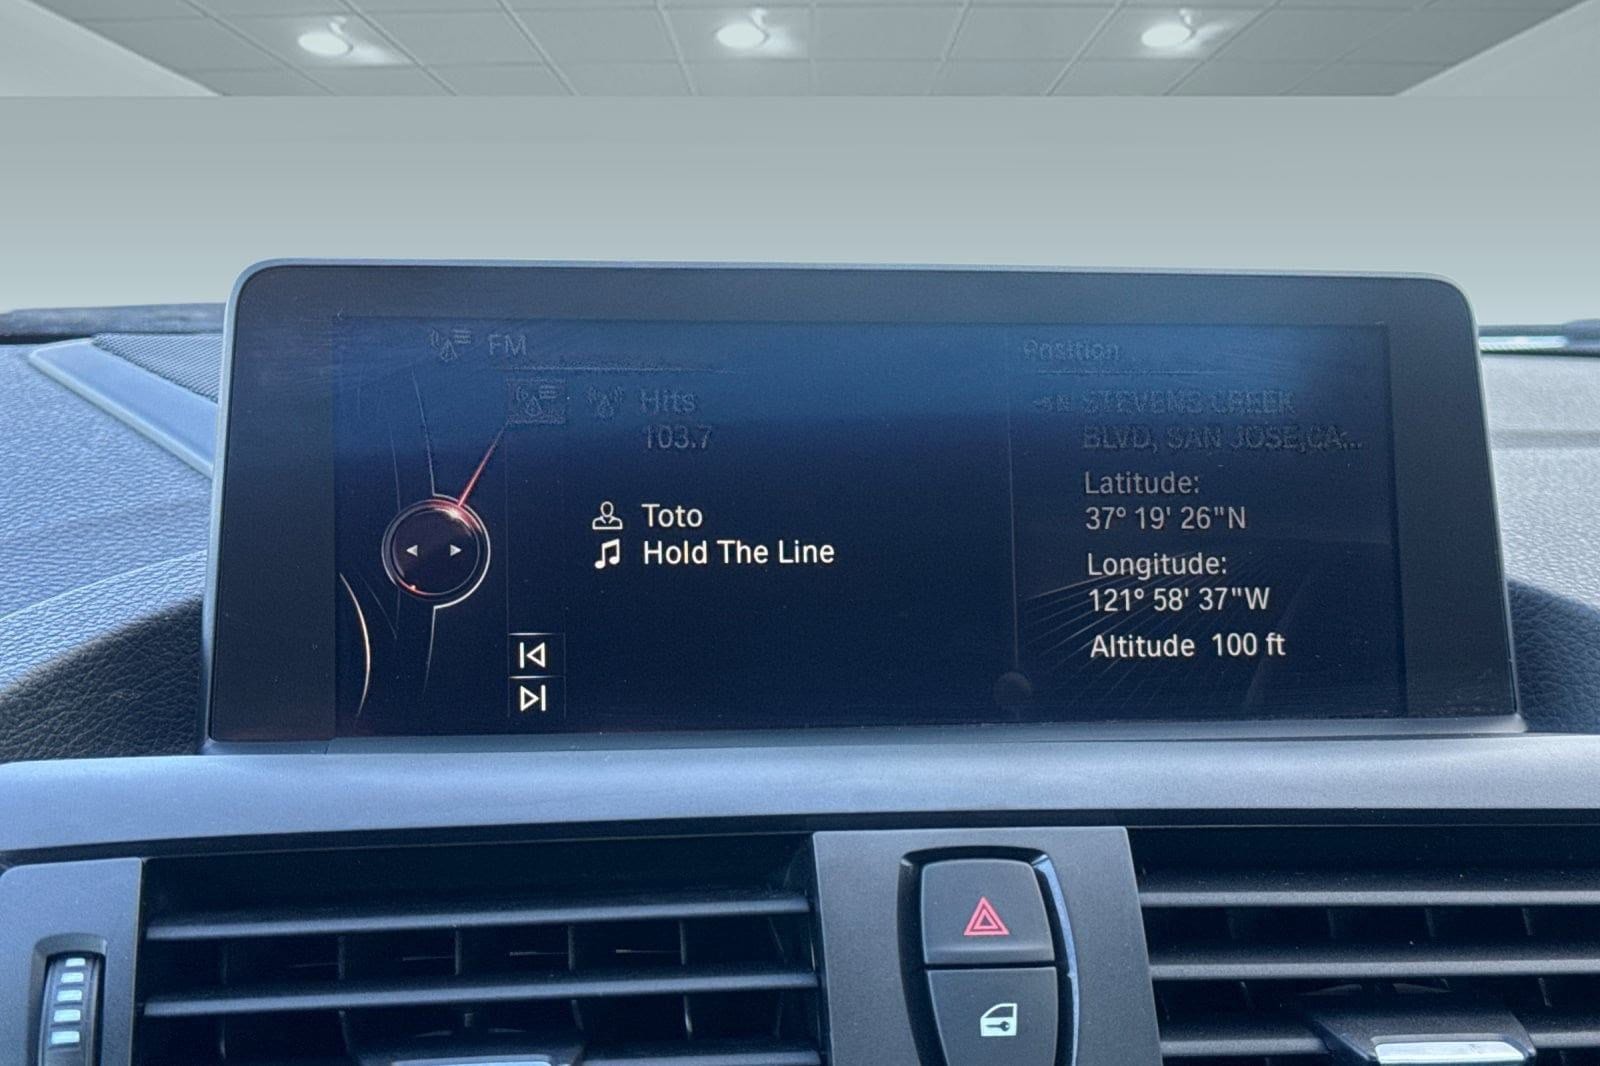 FM
Hits
103.7
Toto
Hold The Line
Position
STEVENS CREEK
BLVD, SAN JOSE,CA...
Latitude:
37° 19' 26"N
Longitude:
121° 58' 37"W
Altitude 100 ft